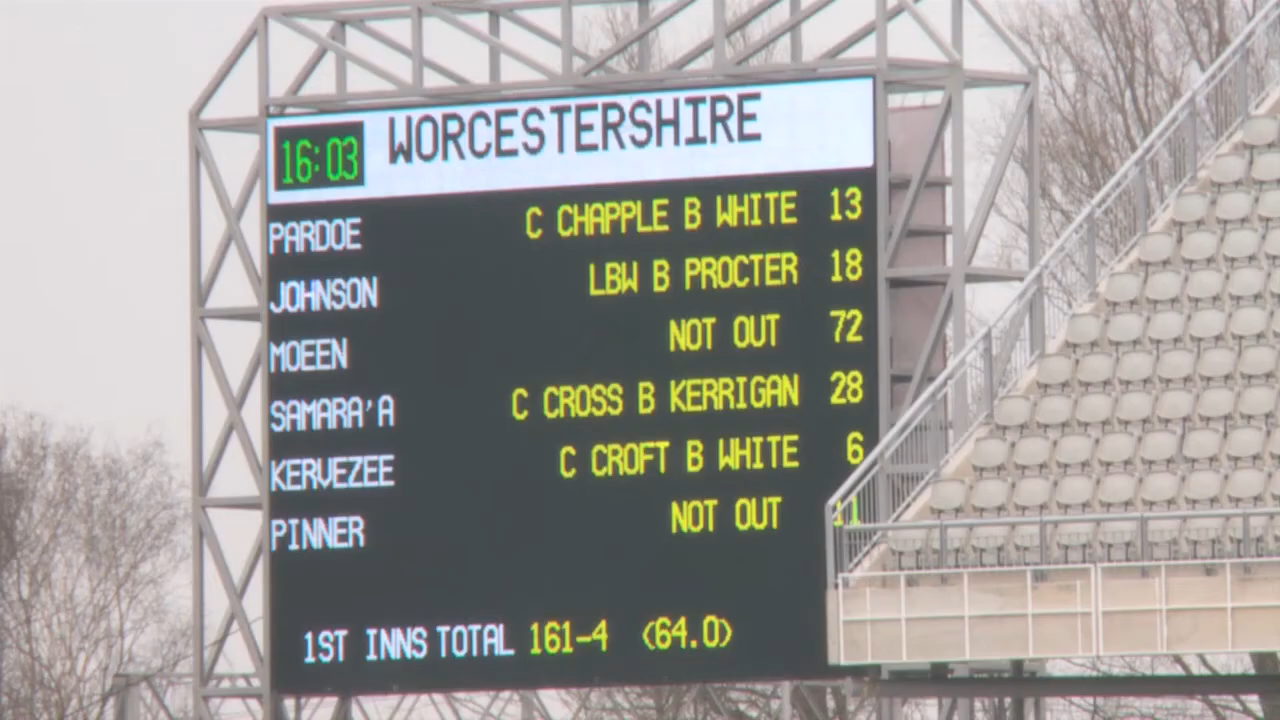 16:03 WORCESTERSHIRE
PARDOE C CHAPPLE B WHITE 13
JOHNSON LBW B PROCTER 18
MOEEN NOT OUT 72
SAMARA'A C CROSS B KERRIGAN 28
KERVEZEE C CROFT B WHITE 6
PINNER NOT OUT 11
1ST INNS TOTAL 161-4 (64.0)